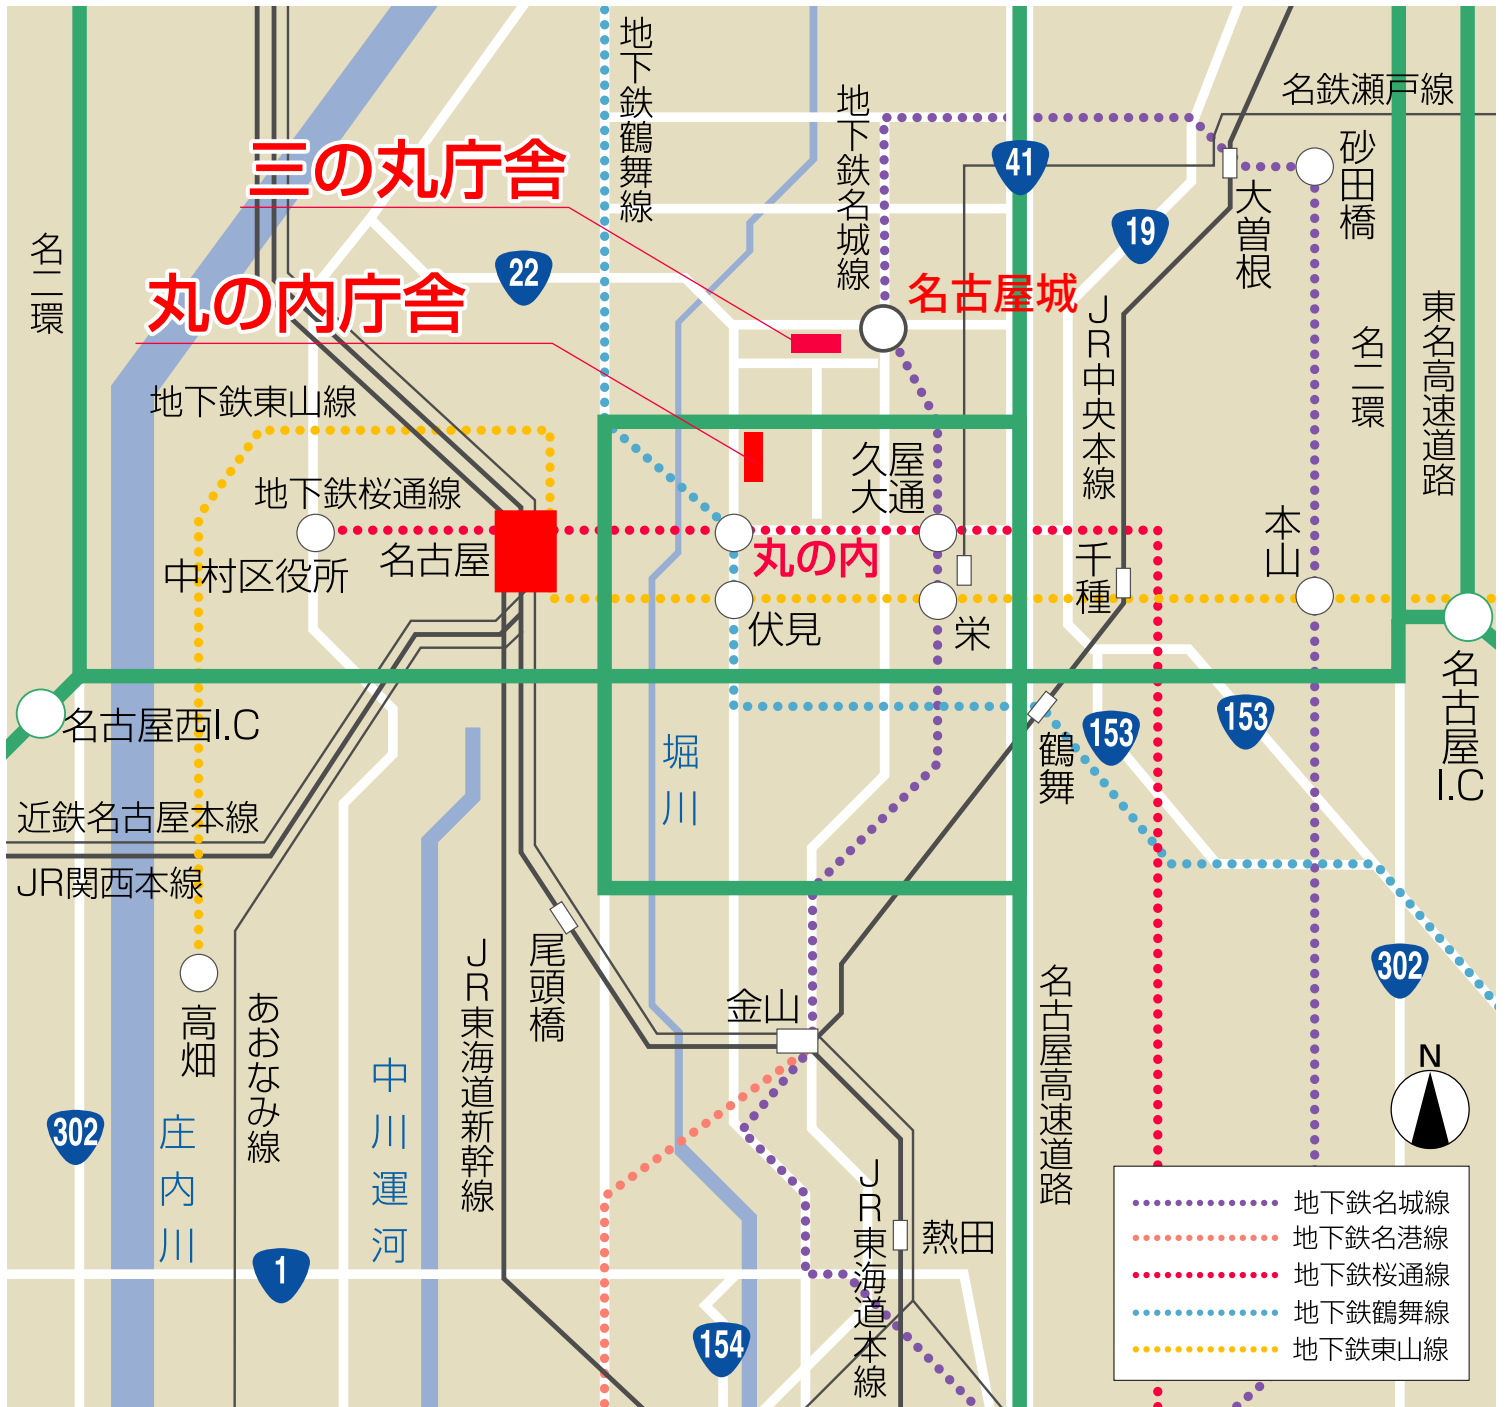 地下鉄鶴舞線
名鉄瀬戸線
地下鉄名城線
41
砂田橋
三の丸庁舎
大曽根
19
名二環
22
名古屋城
丸の内庁舎
JR中央本線
東名高速道路
名二環
地下鉄東山線
久屋
大通
地下鉄桜通線
本山
中村区役所
名古屋
丸の内
千種
伏見
栄
名古屋
I.C
名古屋西I.C
153
153
鶴舞
堀川
近鉄名古屋本線
JR関西本線
尾頭橋
JR東海道新幹線
302
名古屋高速道路
金山
高畑
あおなみ線
中川運河
N
302
庄内川
JR東海道本線
熱田
1
154
地下鉄名城線
地下鉄名港線
地下鉄桜通線
地下鉄鶴舞線
地下鉄東山線